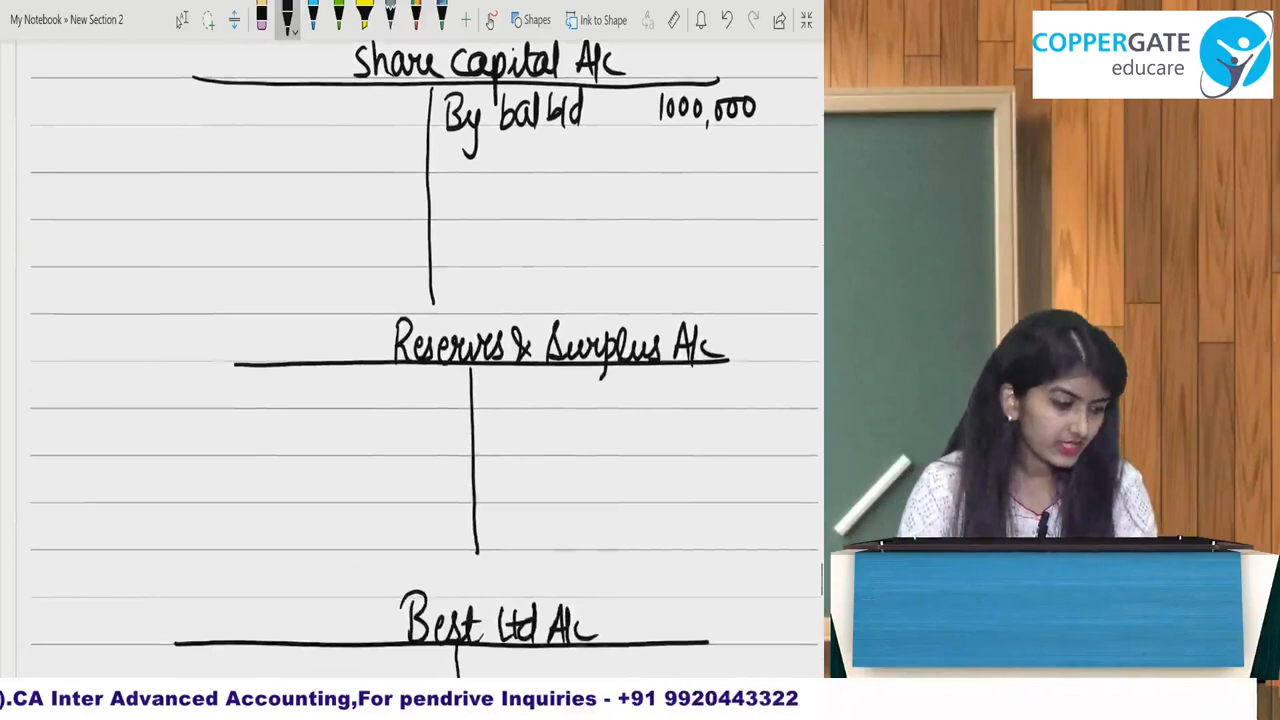 My Notebook » New Section 2
Shapes
Ink to Shape
COPPERGATE
educare
Share Capital A/c
By bal b/d 1000,000
Reserves & Surplus A/c
Best Ltd A/c
).CA Inter Advanced Accounting,For pendrive Inquiries - +91 9920443322